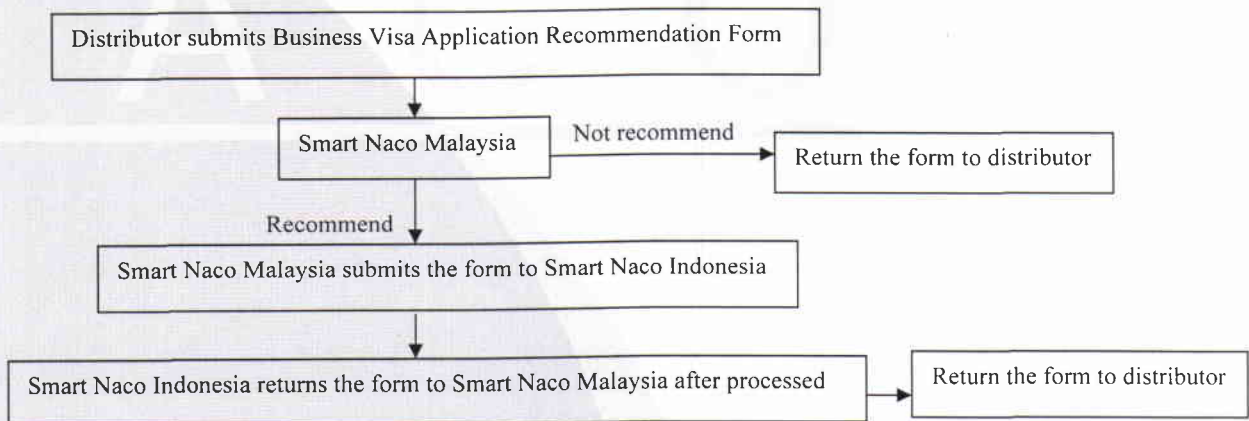 Distributor submits Business Visa Application Recommendation Form
Smart Naco Malaysia
Not recommend
Return the form to distributor
Recommend
Smart Naco Malaysia submits the form to Smart Naco Indonesia
Smart Naco Indonesia returns the form to Smart Naco Malaysia after processed
Return the form to distributor